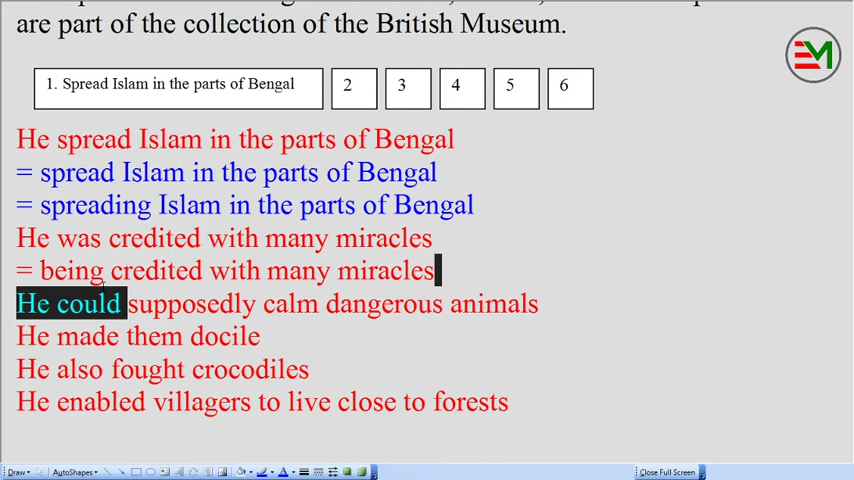 are part of the collection of the British Museum.
EM
1. Spread Islam in the parts of Bengal 2 3 4 5 6
He spread Islam in the parts of Bengal
= spread Islam in the parts of Bengal
= spreading Islam in the parts of Bengal
He was credited with many miracles
= being credited with many miracles
He could supposedly calm dangerous animals
He made them docile
He also fought crocodiles
He enabled villagers to live close to forests
Draw AutoShapes Close Full Screen